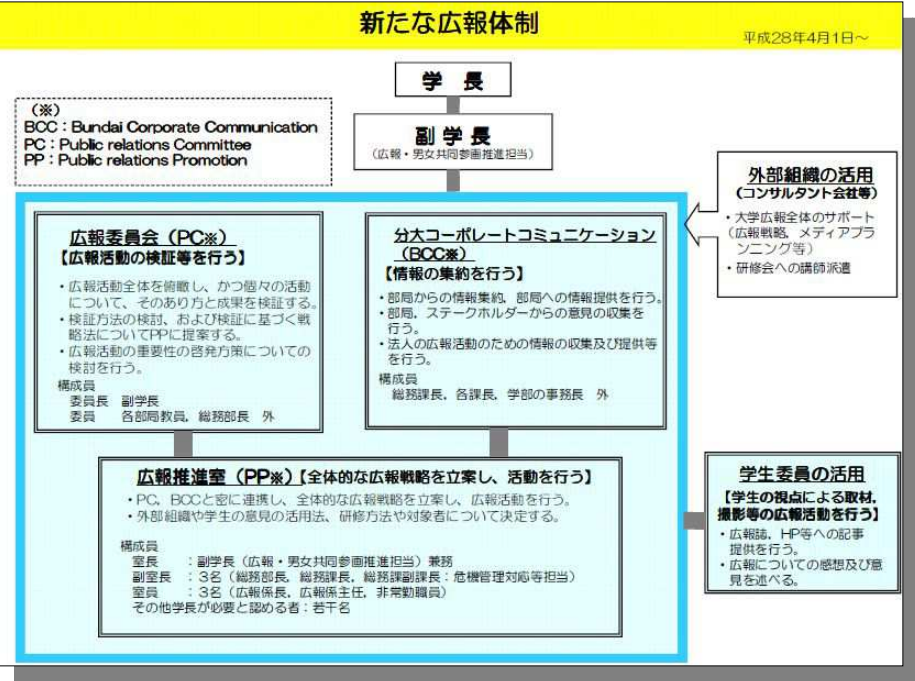 新たな広報体制
平成28年4月1日~
学 長
副 学 長
(広報・男女共同参画推進担当)
(※)
BCC:Bundai Corporate Communication
PC:Public relations Committee
PP:Public relations Promotion
外部組織の活用
(コンサルタント会社等)
・大学広報全体のサポート
(広報戦略、メディアプラ
ンニング等)
・研修会への講師派遣
広報委員会(PC※)
【広報活動の検証等を行う】
・広報活動全体を俯瞰し、かつ個々の活動
について、そのあり方と成果を検証する。
・検証方法の検討、および検証に基づく戦
略法についてPPに提案する。
・広報活動の重要性の啓発方策についての
検討を行う。
構成員
委員長 副学長
委員 各部局教員,総務部長 外
分大コーポレートコミュニケーション
(BCC※)
【情報の集約を行う】
・部局からの情報集約,部局への情報提供を行う。
・部局,ステークホルダーからの意見の収集を
行う。
・法人の広報活動のための情報の収集及び提供等
を行う。
構成員
総務課長,各課長,学部の事務長 外
広報推進室(PP※)【全体的な広報戦略を立案し、活動を行う】
・PC,BCCと密に連携し、全体的な広報戦略を立案し、広報活動を行う。
・外部組織や学生の意見の活用法、研修方法や対象者について決定する。
構成員
室長 :副学長(広報・男女共同参画推進担当)兼務
副室長 :3名(総務部長,総務課長,総務課副課長:危機管理対応等担当)
室員 :3名(広報係長,広報係主任,非常勤職員)
その他学長が必要と認める者:若干名
学生委員の活用
【学生の視点による取材,
撮影等の広報活動を行う】
・広報誌,HP等への記事
提供を行う。
・広報についての感想及び意
見を述べる。